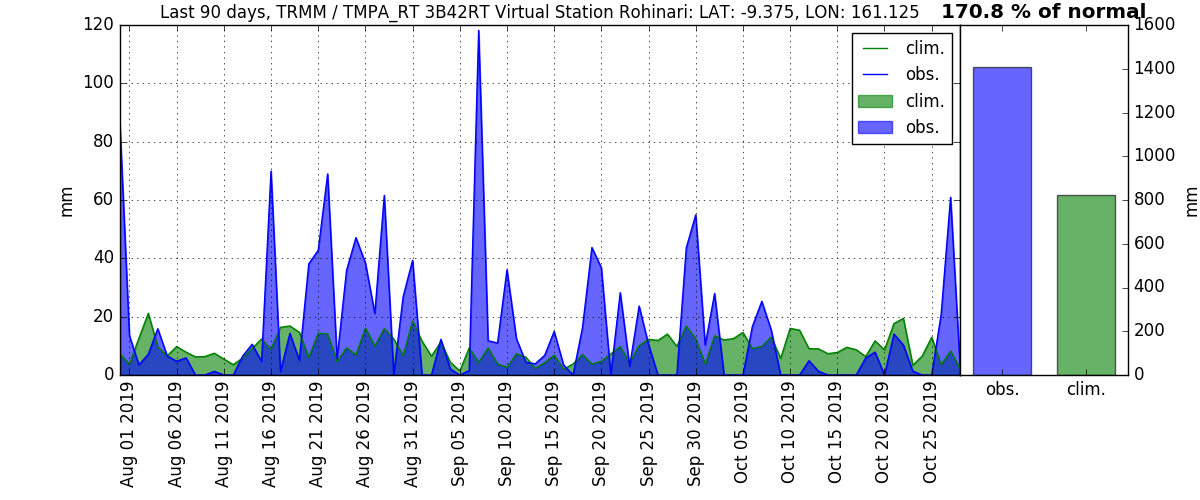 Last 90 days, TRMM / TMPA_RT 3B42RT Virtual Station Rohinari: LAT: -9.375, LON: 161.125
170.8 % of normal
120
100
80
60
40
20
0
mm
clim.
obs.
clim.
obs.
Aug 01 2019
Aug 06 2019
Aug 11 2019
Aug 16 2019
Aug 21 2019
Aug 26 2019
Aug 31 2019
Sep 05 2019
Sep 10 2019
Sep 15 2019
Sep 20 2019
Sep 25 2019
Sep 30 2019
Oct 05 2019
Oct 10 2019
Oct 15 2019
Oct 20 2019
Oct 25 2019
1600
1400
1200
1000
800
600
400
200
0
mm
obs.
clim.